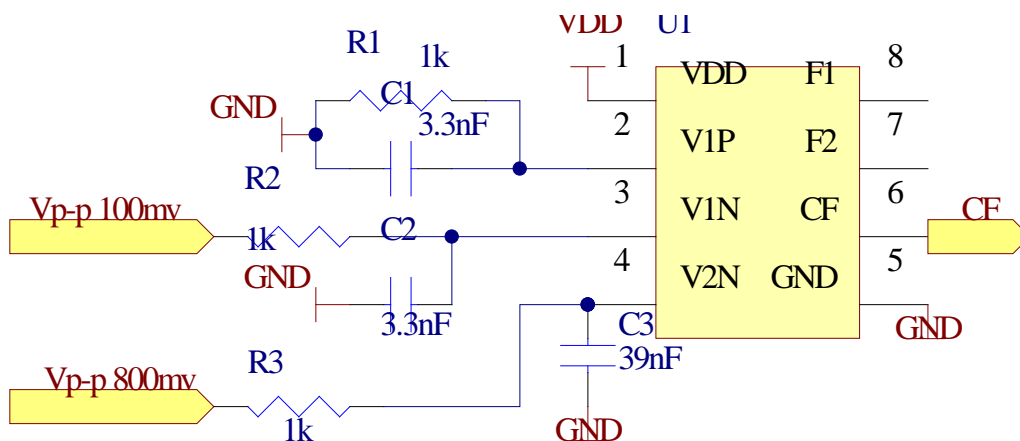 VDD U1
R1 1 8
1k VDD F1
C1
GND 3.3nF 2 7
V1P F2
R2 3 6
Vp-p 100mv V1N CF CF
1k C2
GND 4 5
V2N GND
3.3nF C3 GND
R3 39nF
Vp-p 800mv
1k GND